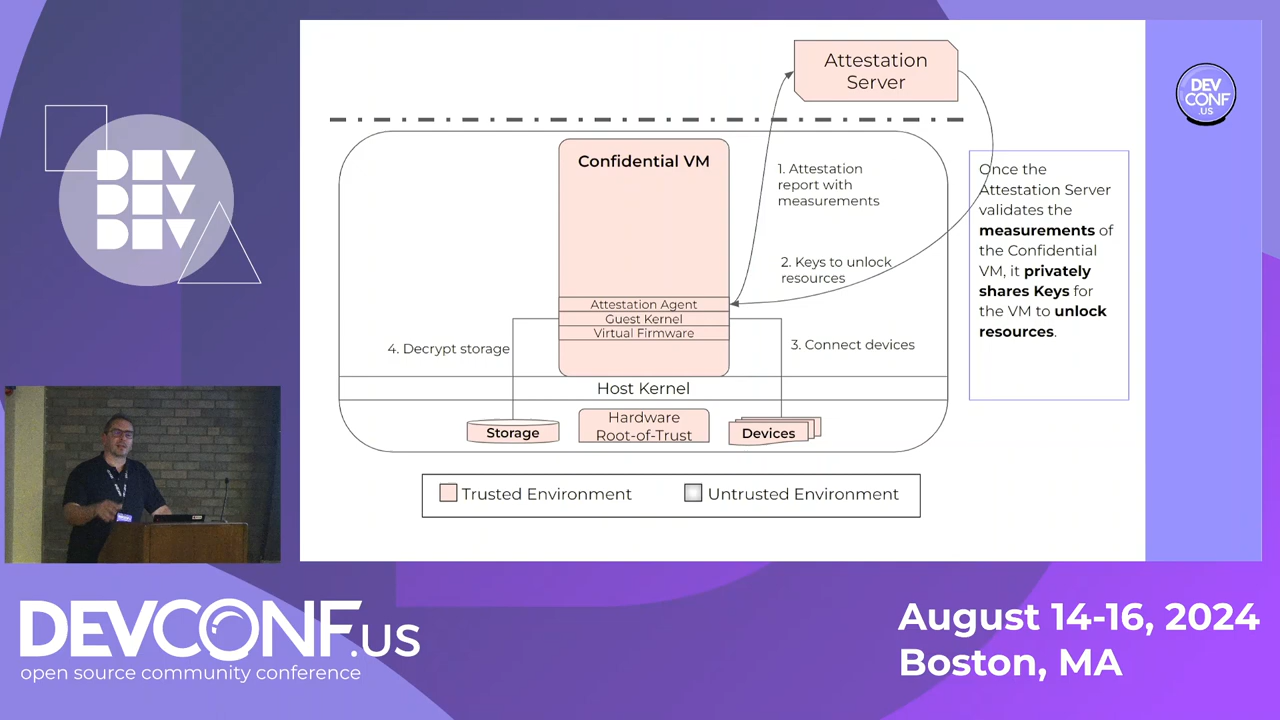 DEV
DEV
DEV
Attestation
Server
DEV
CONF
.US
Confidential VM
1. Attestation
report with
measurements
2. Keys to unlock
resources
Attestation Agent
Guest Kernel
Virtual Firmware
4. Decrypt storage
3. Connect devices
Host Kernel
Storage
Hardware
Root-of-Trust
Devices
Trusted Environment
Untrusted Environment
Once the
Attestation Server
validates the
measurements of
the Confidential
VM, it privately
shares Keys for
the VM to unlock
resources.
DEVCONF.US
open source community conference
August 14-16, 2024
Boston, MA